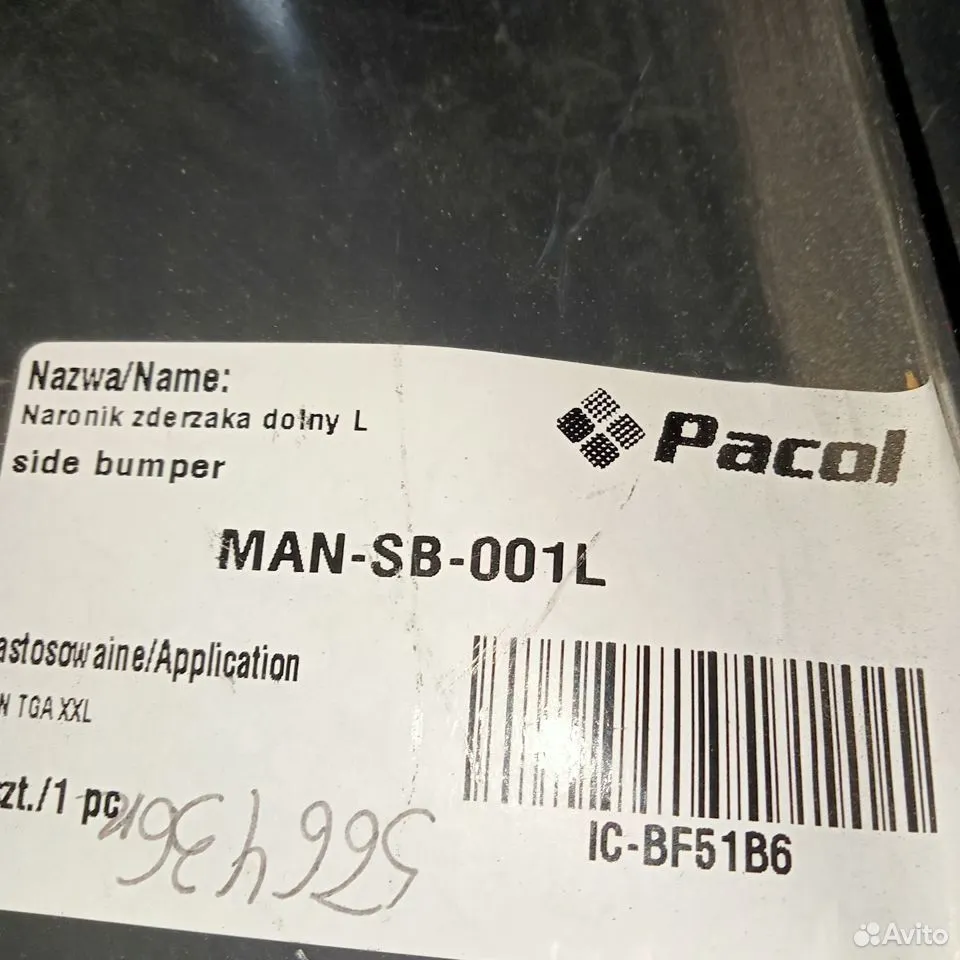 Nazwa/Name:
Naronik zderzaka dolny L
side bumper
Pacol
MAN-SB-001L
astosowaine/Application
N TGA XXL
zt./1 pc
IC-BF51B6
Avito